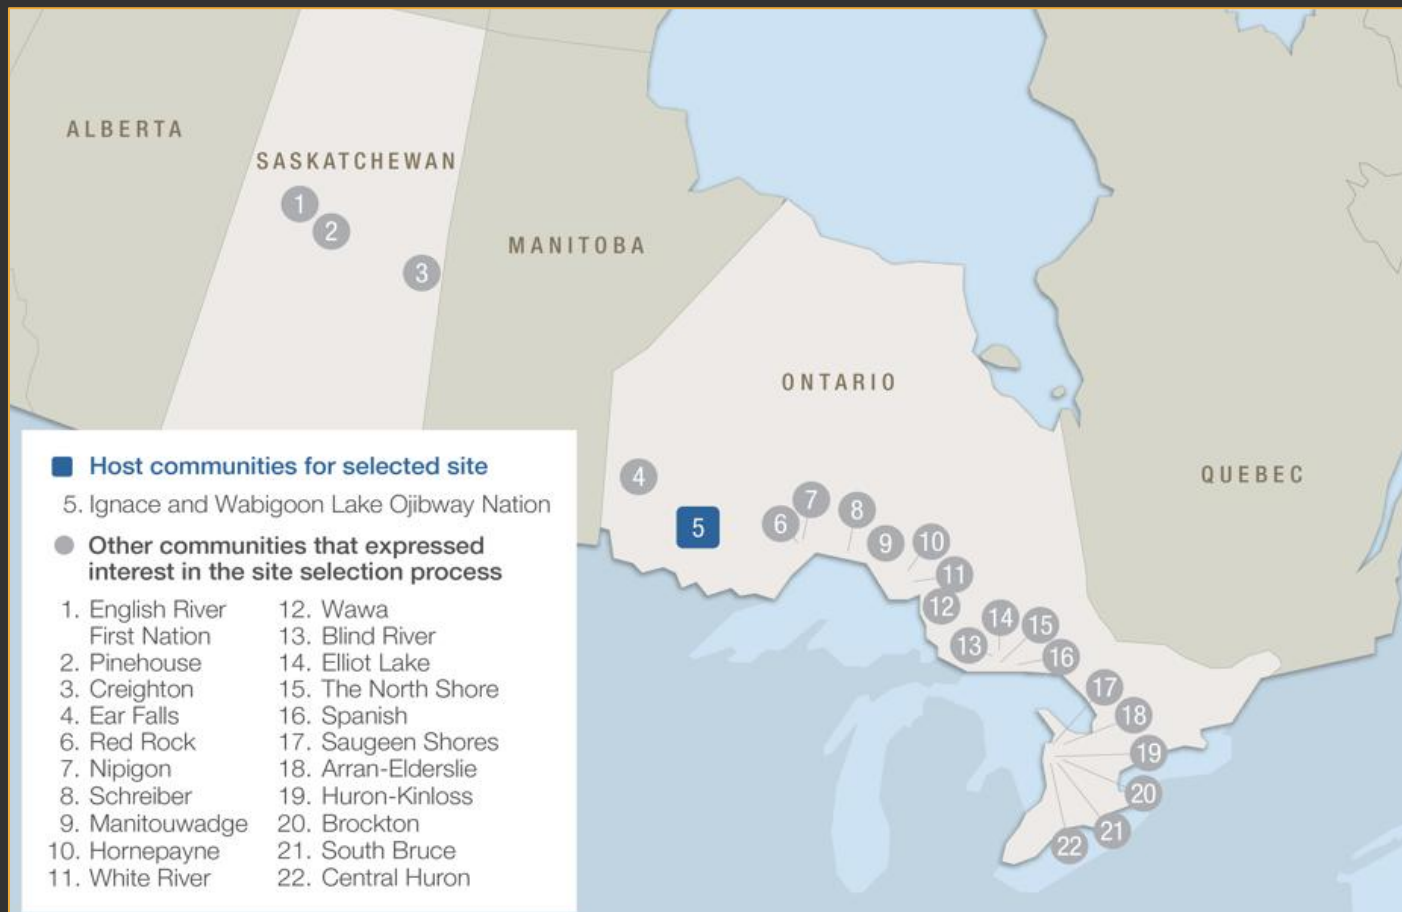 ALBERTA
SASKATCHEWAN
MANITOBA
ONTARIO
QUEBEC
1
2
3
4
5
6
7
8
9
10
11
12
13
14
15
16
17
18
19
20
21
22
Host communities for selected site
5. Ignace and Wabigoon Lake Ojibway Nation
Other communities that expressed
interest in the site selection process
1. English River
First Nation
2. Pinehouse
3. Creighton
4. Ear Falls
6. Red Rock
7. Nipigon
8. Schreiber
9. Manitouwadge
10. Hornepayne
11. White River
12. Wawa
13. Blind River
14. Elliot Lake
15. The North Shore
16. Spanish
17. Saugeen Shores
18. Arran-Elderslie
19. Huron-Kinloss
20. Brockton
21. South Bruce
22. Central Huron